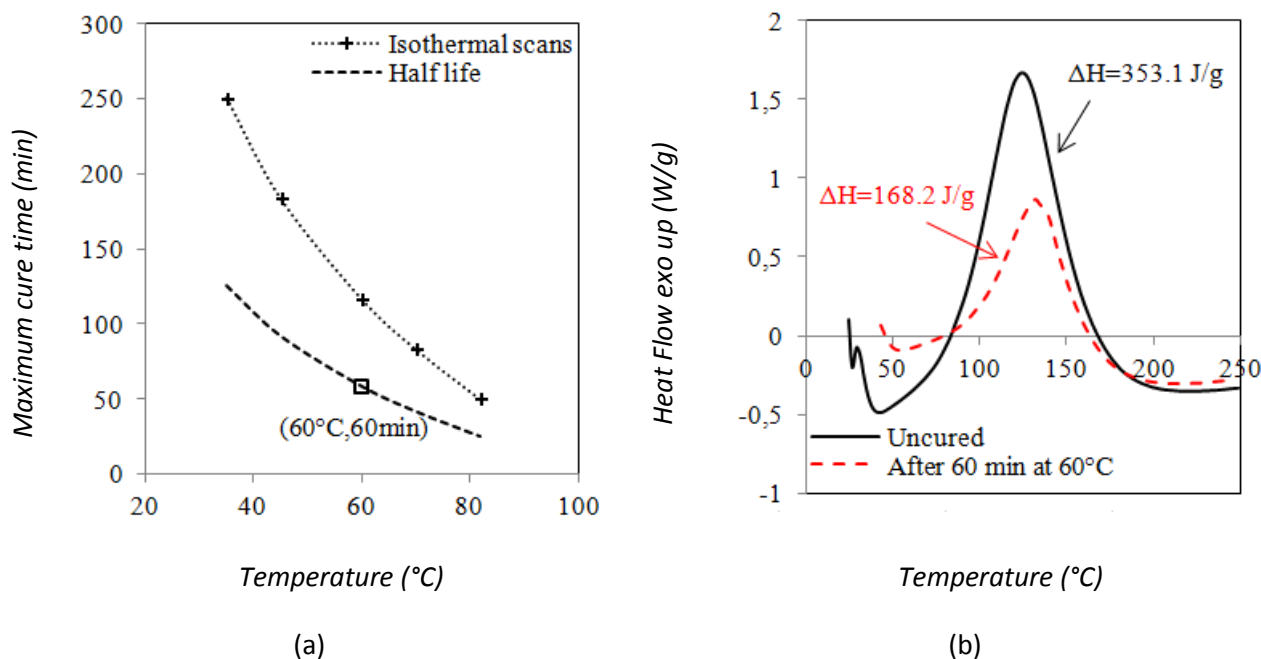 Maximum cure time (min)
300
250
200
150
100
50
0
Isothermal scans
Half life
(60°C,60min)
20
40
60
80
100
Temperature (°C)
(a)
Heat Flow exo up (W/g)
2
1,5
1
0,5
0
-0,5
-1
ΔH=353.1 J/g
ΔH=168.2 J/g
0
50
100
150
200
250
Uncured
After 60 min at 60°C
Temperature (°C)
(b)